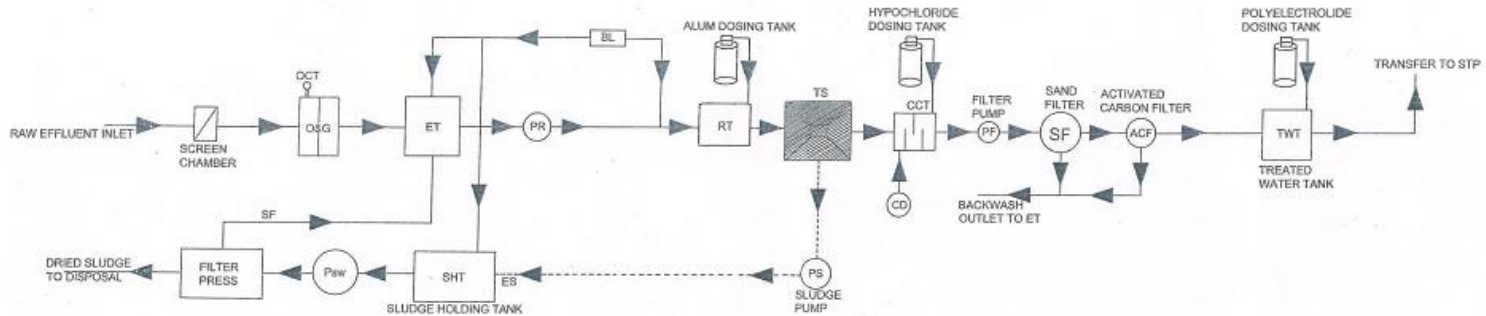 HYPOCHLORIDE
DOSING TANK
POLYELECTROLIDE
DOSING TANK
ALUM DOSING TANK
BL
TRANSFER TO STP
OCT
TS
CCT
FILTER
PUMP
SAND
FILTER
ACTIVATED
CARBON FILTER
RAW EFFLUENT INLET
SCREEN
CHAMBER
O&G
ET
PR
RT
PF
SF
ACF
TWT
TREATED
WATER TANK
CD
BACKWASH
OUTLET TO ET
SF
DRIED SLUDGE
TO DISPOSAL
FILTER
PRESS
Psw
SHT
ES
SLUDGE HOLDING TANK
PS
SLUDGE
PUMP